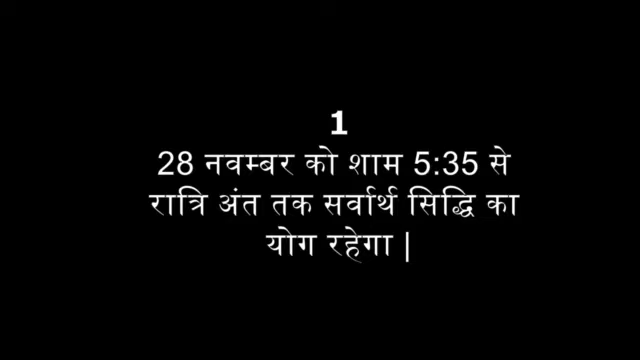 1
28 नवम्बर को शाम 5:35 से
रात्रि अंत तक सर्वार्थ सिद्धि का
योग रहेगा |